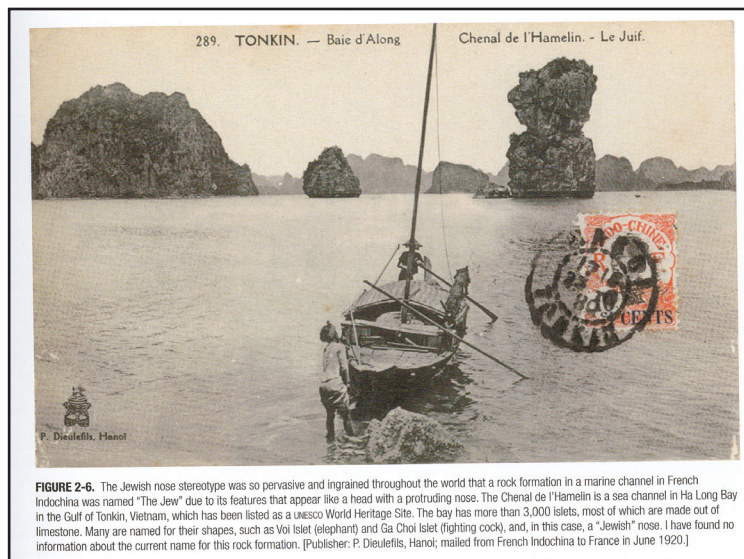 289. TONKIN. — Baie d'Along Chenal de l'Hamelin. - Le Juif.
INDO-CHINE
CENTS
P. Dieulefils, Hanoi
FIGURE 2-6. The Jewish nose stereotype was so pervasive and ingrained throughout the world that a rock formation in a marine channel in French
Indochina was named “The Jew” due to its features that appear like a head with a protruding nose. The Chenal de l’Hamelin is a sea channel in Ha Long Bay
in the Gulf of Tonkin, Vietnam, which has been listed as a UNESCO World Heritage Site. The bay has more than 3,000 islets, most of which are made out of
limestone. Many are named for their shapes, such as Voi Islet (elephant) and Ga Choi Islet (fighting cock), and, in this case, a “Jewish” nose. I have found no
information about the current name for this rock formation. [Publisher: P. Dieulefils, Hanoi; mailed from French Indochina to France in June 1920.]